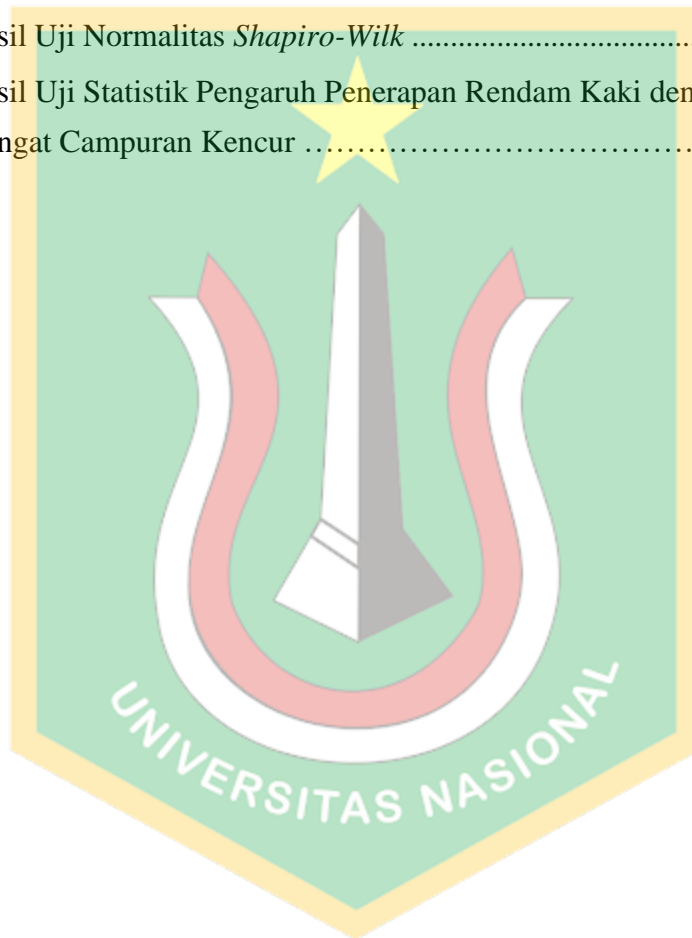 sil Uji Normalitas Shapiro-Wilk ...................................
sil Uji Statistik Pengaruh Penerapan Rendam Kaki den
ngat Campuran Kencur ……………………………………
UNIVERSITAS NASIONAL